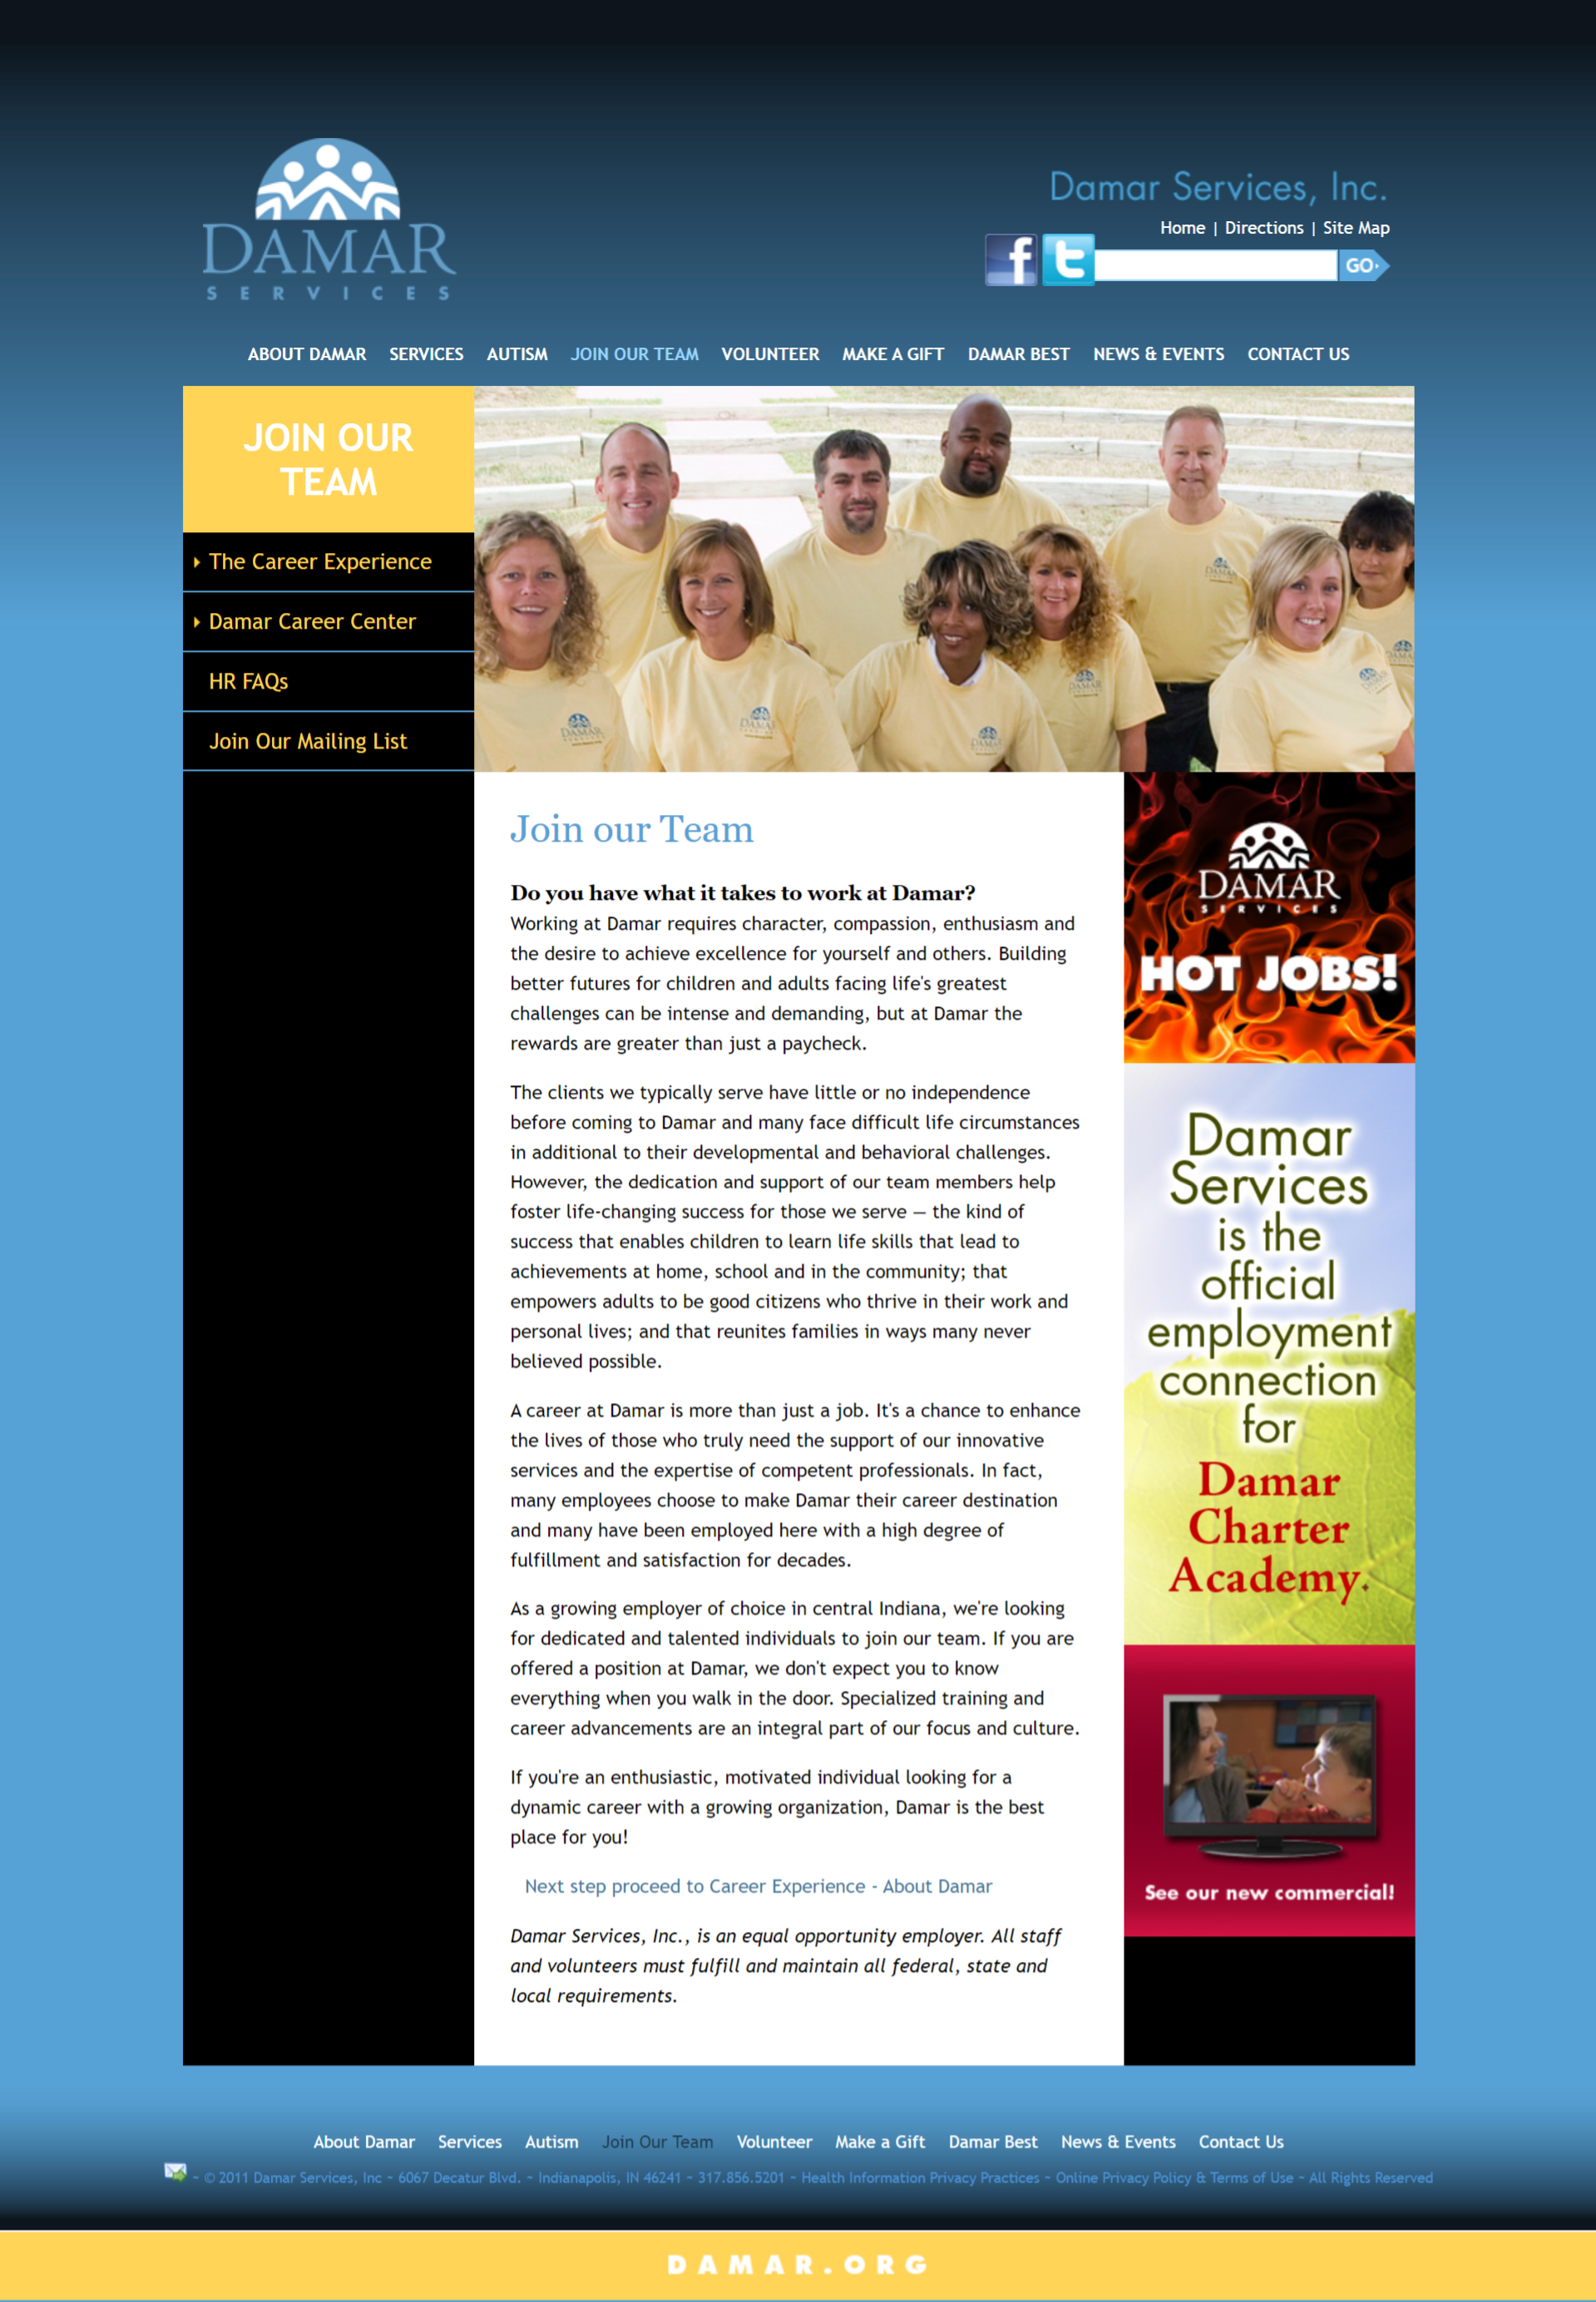 DAMAR
SERVICES
Damar Services, Inc.
Home | Directions | Site Map
f t GO
ABOUT DAMAR SERVICES AUTISM JOIN OUR TEAM VOLUNTEER MAKE A GIFT DAMAR BEST NEWS & EVENTS CONTACT US
JOIN OUR
TEAM
The Career Experience
Damar Career Center
HR FAQs
Join Our Mailing List
DAMAR
DAMAR
DAMAR
DAMAR
Join our Team
Do you have what it takes to work at Damar?
Working at Damar requires character, compassion, enthusiasm and
the desire to achieve excellence for yourself and others. Building
better futures for children and adults facing life's greatest
challenges can be intense and demanding, but at Damar the
rewards are greater than just a paycheck.
The clients we typically serve have little or no independence
before coming to Damar and many face difficult life circumstances
in additional to their developmental and behavioral challenges.
However, the dedication and support of our team members help
foster life-changing success for those we serve — the kind of
success that enables children to learn life skills that lead to
achievements at home, school and in the community; that
empowers adults to be good citizens who thrive in their work and
personal lives; and that reunites families in ways many never
believed possible.
A career at Damar is more than just a job. It's a chance to enhance
the lives of those who truly need the support of our innovative
services and the expertise of competent professionals. In fact,
many employees choose to make Damar their career destination
and many have been employed here with a high degree of
fulfillment and satisfaction for decades.
As a growing employer of choice in central Indiana, we're looking
for dedicated and talented individuals to join our team. If you are
offered a position at Damar, we don't expect you to know
everything when you walk in the door. Specialized training and
career advancements are an integral part of our focus and culture.
If you're an enthusiastic, motivated individual looking for a
dynamic career with a growing organization, Damar is the best
place for you!
Next step proceed to Career Experience - About Damar
Damar Services, Inc., is an equal opportunity employer. All staff
and volunteers must fulfill and maintain all federal, state and
local requirements.
DAMAR
SERVICES
HOT JOBS!
Damar
Services
is the
official
employment
connection
for
Damar
Charter
Academy.
See our new commercial!
About Damar Services Autism Join Our Team Volunteer Make a Gift Damar Best News & Events Contact Us
~ © 2011 Damar Services, Inc ~ 6067 Decatur Blvd. ~ Indianapolis, IN 46241 ~ 317.856.5201 ~ Health Information Privacy Practices ~ Online Privacy Policy & Terms of Use ~ All Rights Reserved
DAMAR.ORG